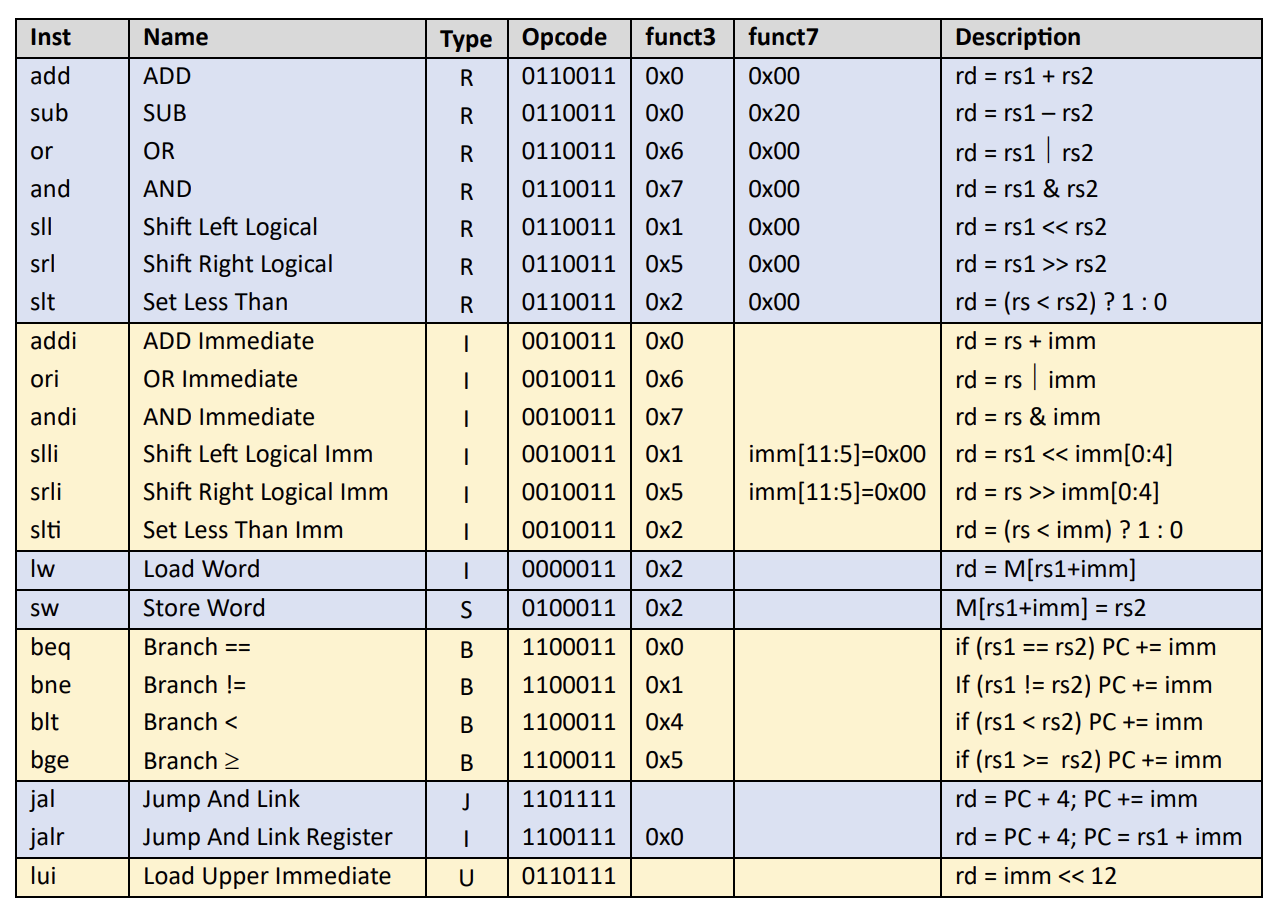 Inst Name Type Opcode funct3 funct7 Description
add ADD R 0110011 0x0 0x00 rd = rs1 + rs2
sub SUB R 0110011 0x0 0x20 rd = rs1 – rs2
or OR R 0110011 0x6 0x00 rd = rs1 | rs2
and AND R 0110011 0x7 0x00 rd = rs1 & rs2
sll Shift Left Logical R 0110011 0x1 0x00 rd = rs1 << rs2
srl Shift Right Logical R 0110011 0x5 0x00 rd = rs1 >> rs2
slt Set Less Than R 0110011 0x2 0x00 rd = (rs < rs2) ? 1 : 0
addi ADD Immediate I 0010011 0x0 rd = rs + imm
ori OR Immediate I 0010011 0x6 rd = rs | imm
andi AND Immediate I 0010011 0x7 rd = rs & imm
slli Shift Left Logical Imm I 0010011 0x1 imm[11:5]=0x00 rd = rs1 << imm[0:4]
srli Shift Right Logical Imm I 0010011 0x5 imm[11:5]=0x00 rd = rs >> imm[0:4]
slti Set Less Than Imm I 0010011 0x2 rd = (rs < imm) ? 1 : 0
lw Load Word I 0000011 0x2 rd = M[rs1+imm]
sw Store Word S 0100011 0x2 M[rs1+imm] = rs2
beq Branch == B 1100011 0x0 if (rs1 == rs2) PC += imm
bne Branch != B 1100011 0x1 If (rs1 != rs2) PC += imm
blt Branch < B 1100011 0x4 if (rs1 < rs2) PC += imm
bge Branch ≥ B 1100011 0x5 if (rs1 >= rs2) PC += imm
jal Jump And Link J 1101111 rd = PC + 4; PC += imm
jalr Jump And Link Register I 1100111 0x0 rd = PC + 4; PC = rs1 + imm
lui Load Upper Immediate U 0110111 rd = imm << 12